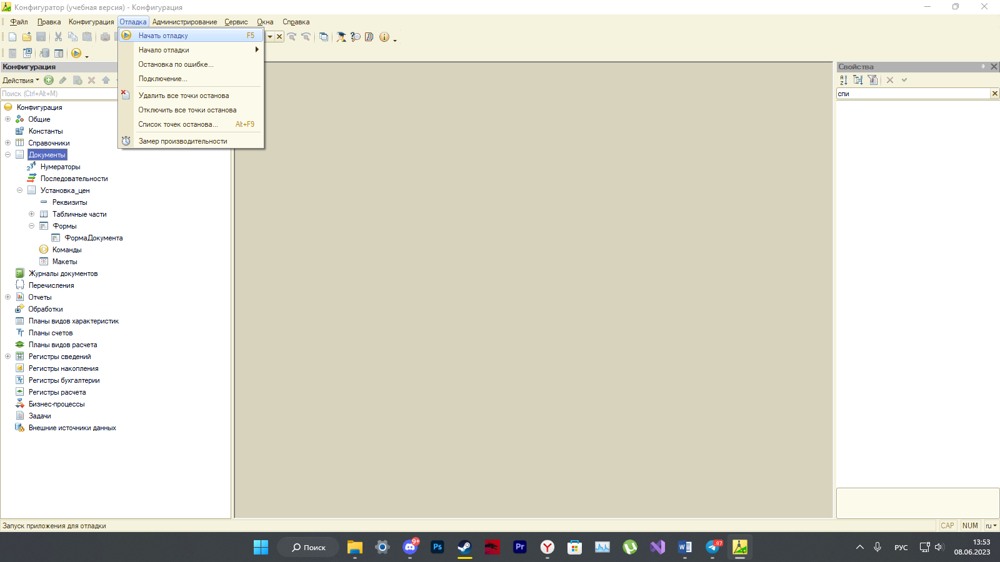 Конфигуратор (учебная версия) - Конфигурация
Файл Правка Конфигурация Отладка Администрирование Сервис Окна Справка
Начать отладку F5
Начало отладки
Остановка по ошибке...
Подключение...
Удалить все точки останова
Отключить все точки останова
Список точек останова... Alt+F9
Замер производительности
Конфигурация
Действия
Поиск (Ctrl+Alt+M)
Конфигурация
Общие
Константы
Справочники
Документы
Нумераторы
Последовательности
Установка_цен
Реквизиты
Табличные части
Формы
ФормаДокумента
Команды
Макеты
Журналы документов
Перечисления
Отчеты
Обработки
Планы видов характеристик
Планы счетов
Планы видов расчета
Регистры сведений
Регистры накопления
Регистры бухгалтерии
Регистры расчета
Бизнес-процессы
Задачи
Внешние источники данных
Свойства
спи
Запуск приложения для отладки
CAP NUM ru
Поиск
9+
Ps
Pr
97
РУС
13:53
08.06.2023